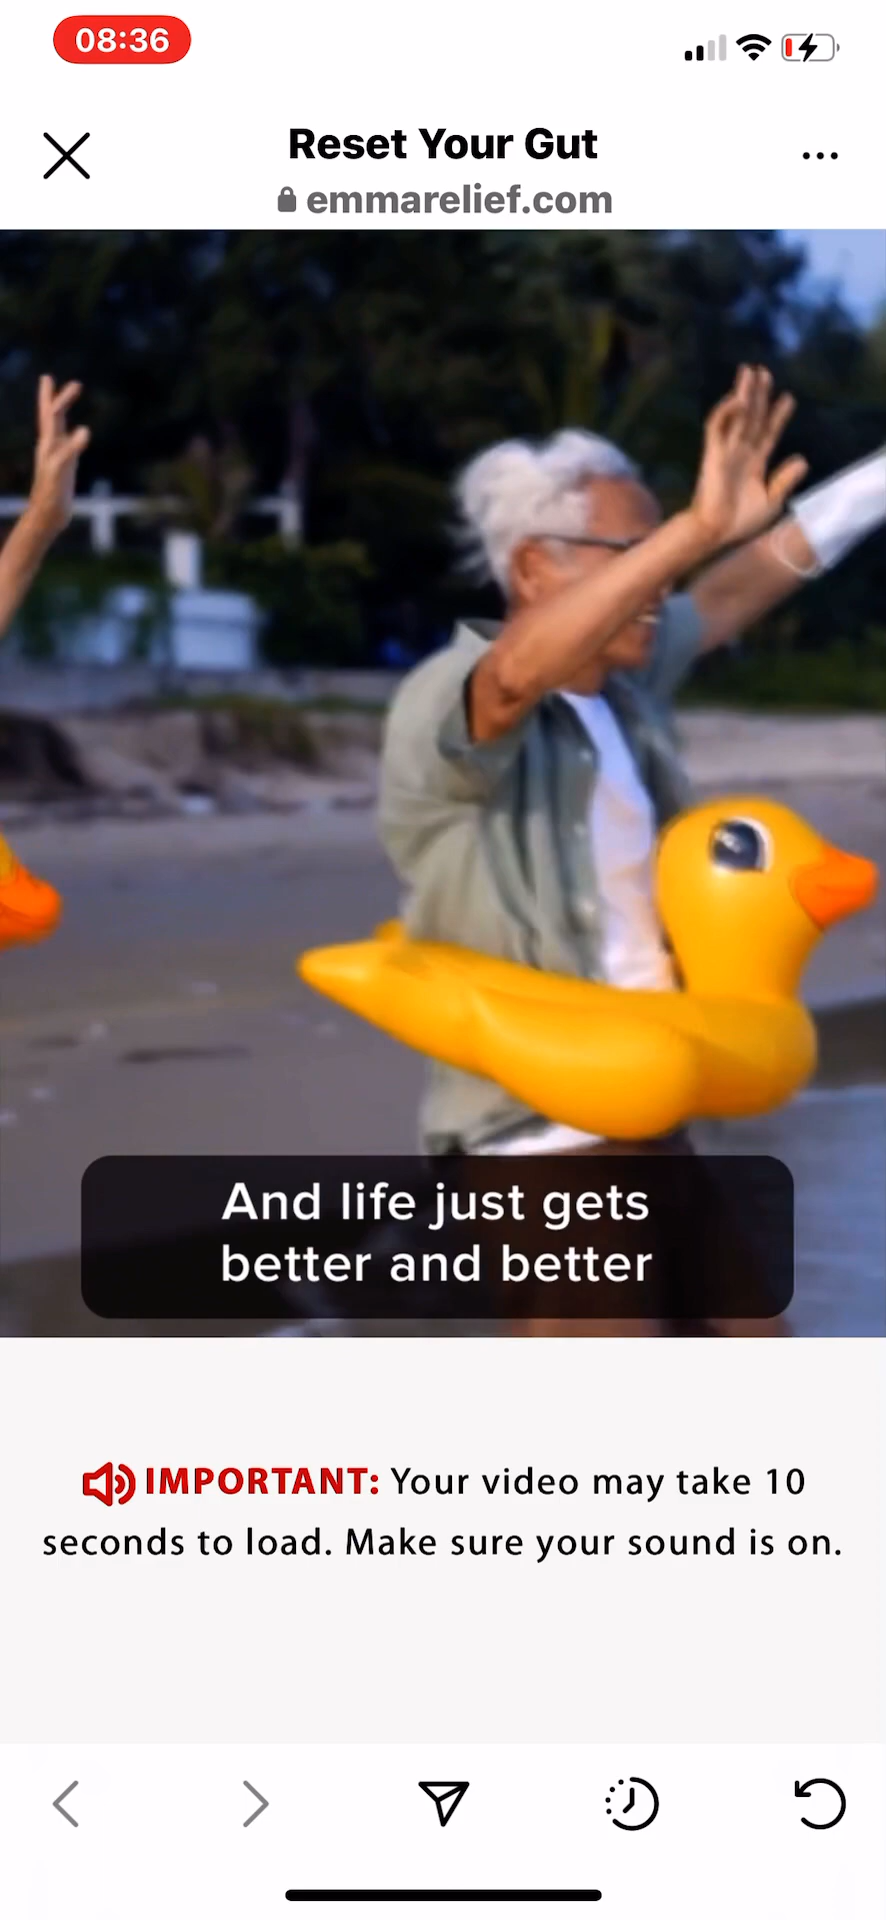 08:36
Reset Your Gut
emmarelief.com
And life just gets
better and better
IMPORTANT: Your video may take 10
seconds to load. Make sure your sound is on.